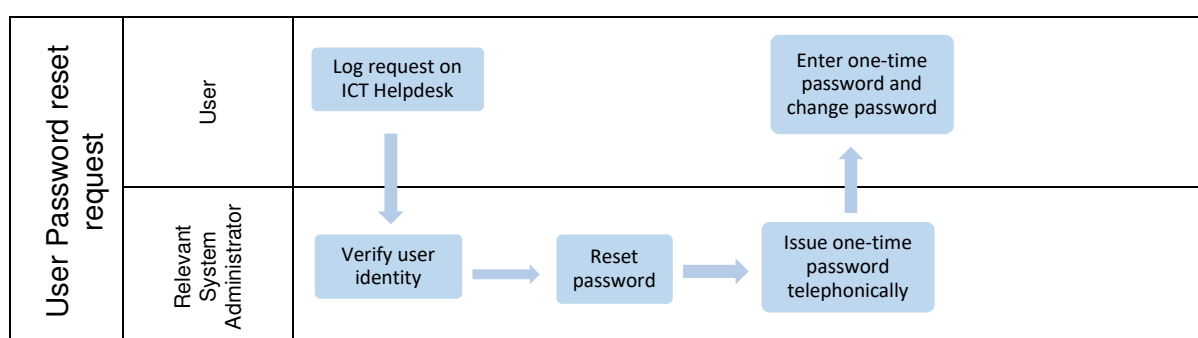 User Password reset
request
User
Relevant
System
Administrator
Log request on
ICT Helpdesk
Enter one-time
password and
change password
Verify user
identity
Reset
password
Issue one-time
password
telephonically